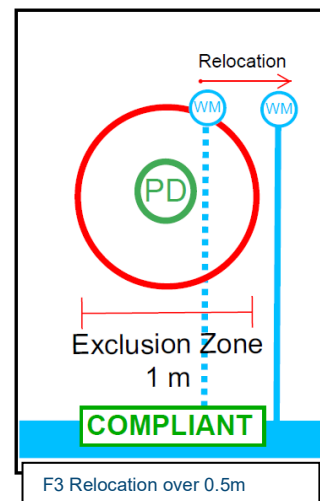 Relocation
WM
WM
PD
Exclusion Zone
1 m
COMPLIANT
F3 Relocation over 0.5m